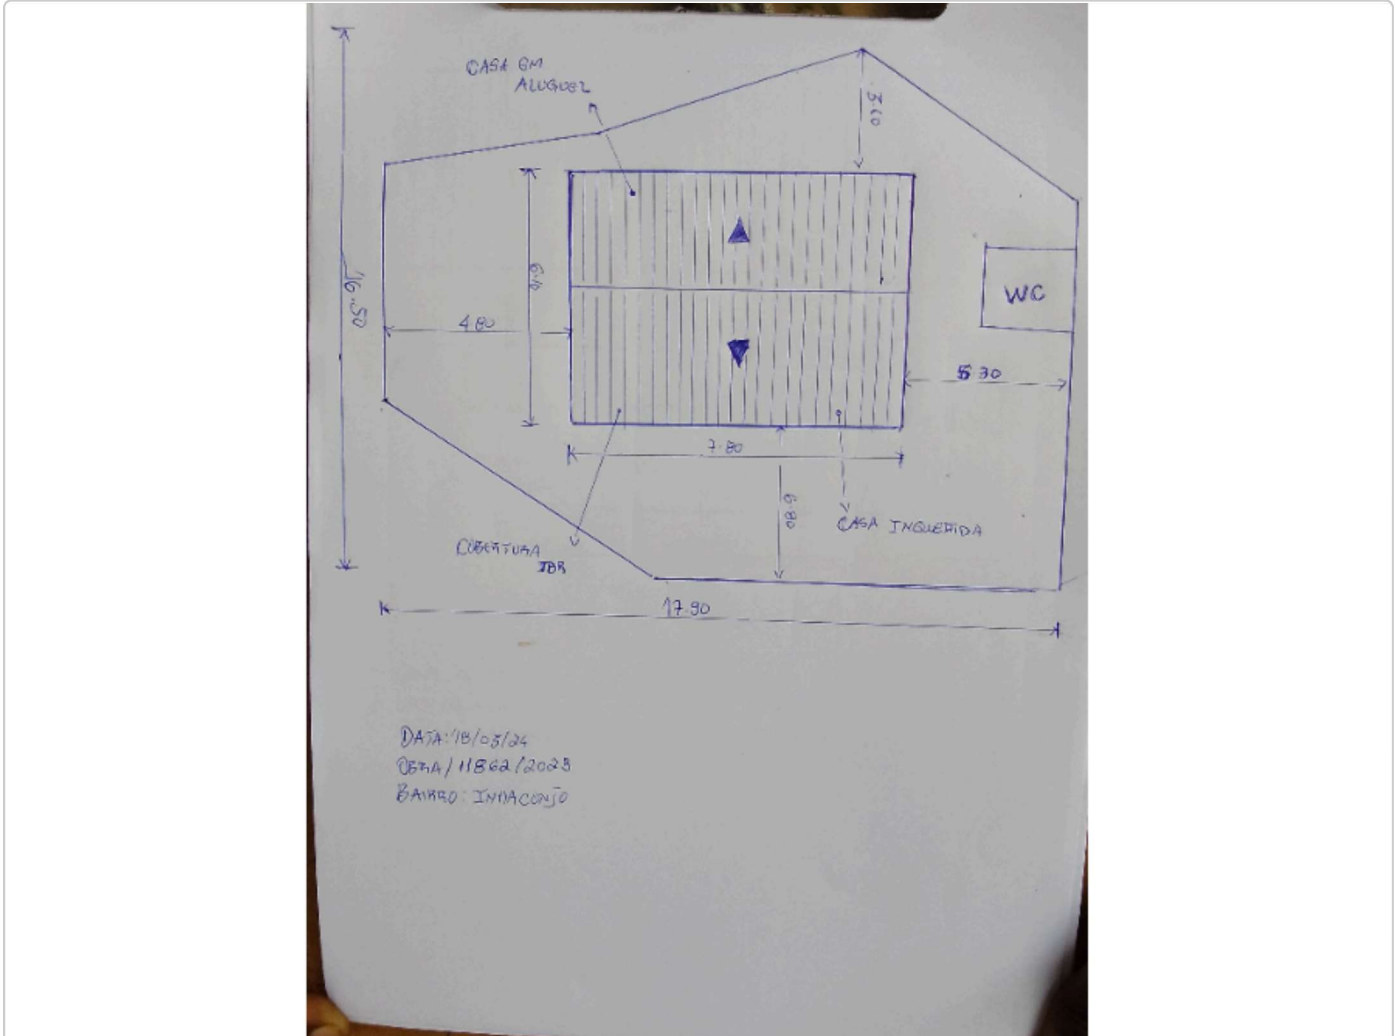 CASA EM
ALUGUEL
3.60
16.50
6.10
4.80
WC
5 30
7.80
6.80
CASA INQUERIDA
COBERTURA
IBR
17.90
DATA: 18/03/24
OBRA/11862/2023
BAIRRO: INHACONJO